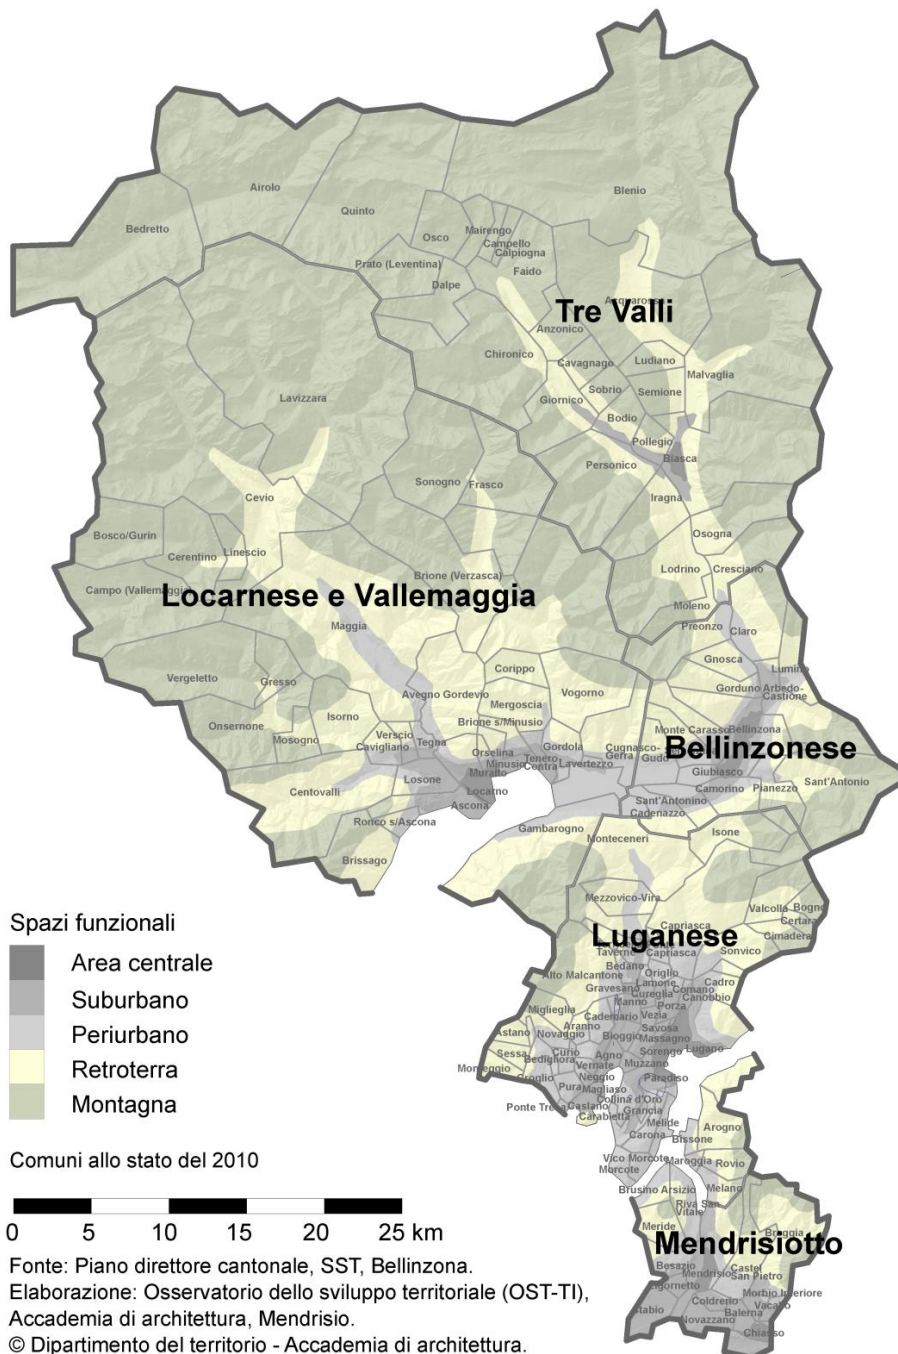 Blenio
Airolo
Quinto
Bedretto
Osco
Mairengo
Campello
Calpiogna
Prato (Leventina)
Faido
Dalpe
Tre Valli
Anzonico
Chironico
Cavagnago
Ludiano
Malvaglia
Sobrio
Semione
Giornico
Lavizzara
Bodio
Pollegio
Biasca
Personico
Sonogno
Frasco
Cevio
Iragna
Bosco/Gurin
Osogna
Linescio
Cerentino
Lodrino
Cresciano
Brione (Verzasca)
Campo (Vallemaggia)
Locarnese e Vallemaggia
Moleno
Maggia
Preonzo
Claro
Gnosca
Corippo
Lumino
Vergeletto
Gresso
Avegno Gordevio
Vogorno
Gorduno
Arbedo-
Castione
Mergoscia
Isorno
Onsernone
Brione s/Minusio
Monte Carasso
Bellinzona
Mosogno
Verscio
Cavigliano
Tegna
Gordola
Cugnasco-
Gerra
Gudo
Bellinzonese
Orselina
Minusio
Tenero
Contra
Lavertezzo
Muralto
Giubiasco
Losone
Sant'Antonio
Centovalli
Locarno
Camorino
Pianezzo
Ascona
Sant'Antonino
Cadenazzo
Ronco s/Ascona
Gambarogno
Isone
Monteceneri
Brissago
Mezzovico-Vira
Valcolla
Bogno
Certara
Capriasca
Cimadera
Luganese
Taverne
Capriasca
Sonvico
Bedano
Origlio
Alto Malcantone
Lamone
Cadro
Gravesano
Cureglia
Comano
Canobbio
Manno
Porza
Miglieglia
Cademario
Vezia
Aranno
Savosa
Astano
Novaggio
Bioggio
Massagno
Curio
Sorengo
Lugano
Sessa
Bedigliora
Agno
Muzzano
Monteggio
Vernate
Croglio
Neggio
Paradiso
Pura
Magliaso
Collina d'Oro
Ponte Tresa
Caslano
Grancia
Carabietta
Melide
Arogno
Carona
Bissone
Vico Morcote
Maroggia
Rovio
Morcote
Brusino Arsizio
Melano
Riva San
Vitale
Meride
Breggia
Mendrisiotto
Besazio
Mendrisio
Castel
San Pietro
Ligornetto
Morbio Inferiore
Coldrerio
Vacallo
Stabio
Balerna
Novazzano
Chiasso
Spazi funzionali
Area centrale
Suburbano
Periurbano
Retroterra
Montagna
Comuni allo stato del 2010
0 5 10 15 20 25 km
Fonte: Piano direttore cantonale, SST, Bellinzona.
Elaborazione: Osservatorio dello sviluppo territoriale (OST-TI),
Accademia di architettura, Mendrisio.
© Dipartimento del territorio - Accademia di architettura.